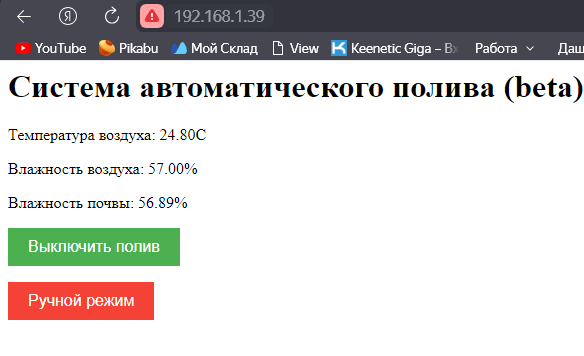 192.168.1.39
YouTube Pikabu Мой Склад View Keenetic Giga – Вх Работа Даш
Система автоматического полива (beta)
Температура воздуха: 24.80C
Влажность воздуха: 57.00%
Влажность почвы: 56.89%
Выключить полив
Ручной режим